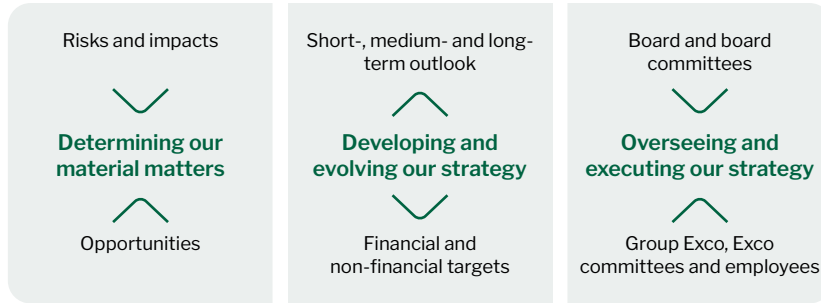 Risks and impacts
Determining our
material matters
Opportunities
Short-, medium- and long-
term outlook
Developing and
evolving our strategy
Financial and
non-financial targets
Board and board
committees
Overseeing and
executing our strategy
Group Exco, Exco
committees and employees